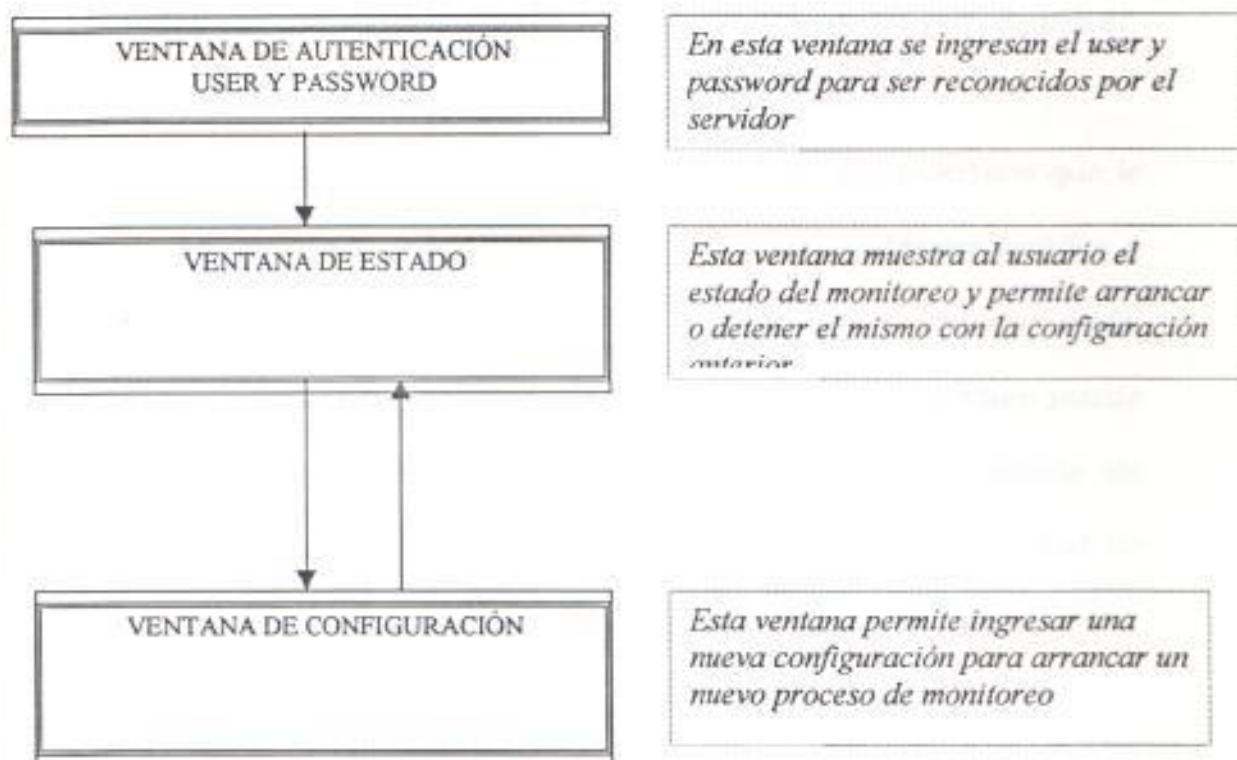 VENTANA DE AUTENTICACIÓN
USER Y PASSWORD
En esta ventana se ingresan el user y
password para ser reconocidos por el
servidor
VENTANA DE ESTADO
Esta ventana muestra al usuario el
estado del monitoreo y permite arrancar
o detener el mismo con la configuración
anterior
VENTANA DE CONFIGURACIÓN
Esta ventana permite ingresar una
nueva configuración para arrancar un
nuevo proceso de monitoreo